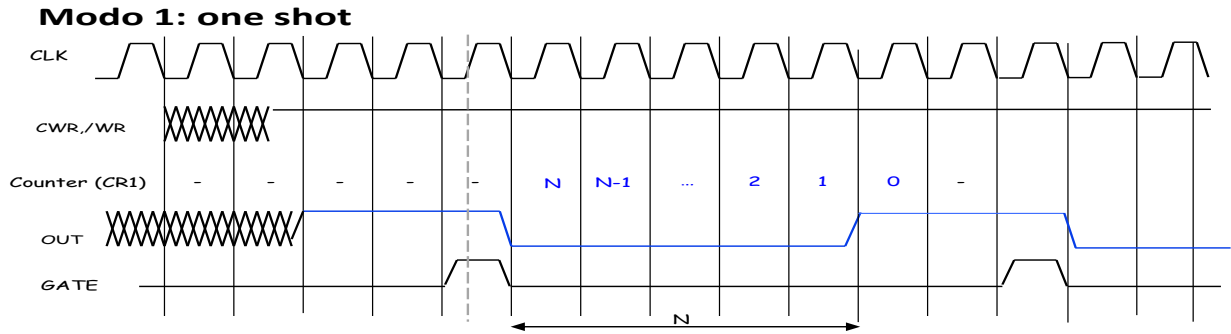 Modo 1: one shot
CLK
CWR,/WR
Counter (CR1) - - - - - N N-1 ... 2 1 0 -
OUT
GATE
N